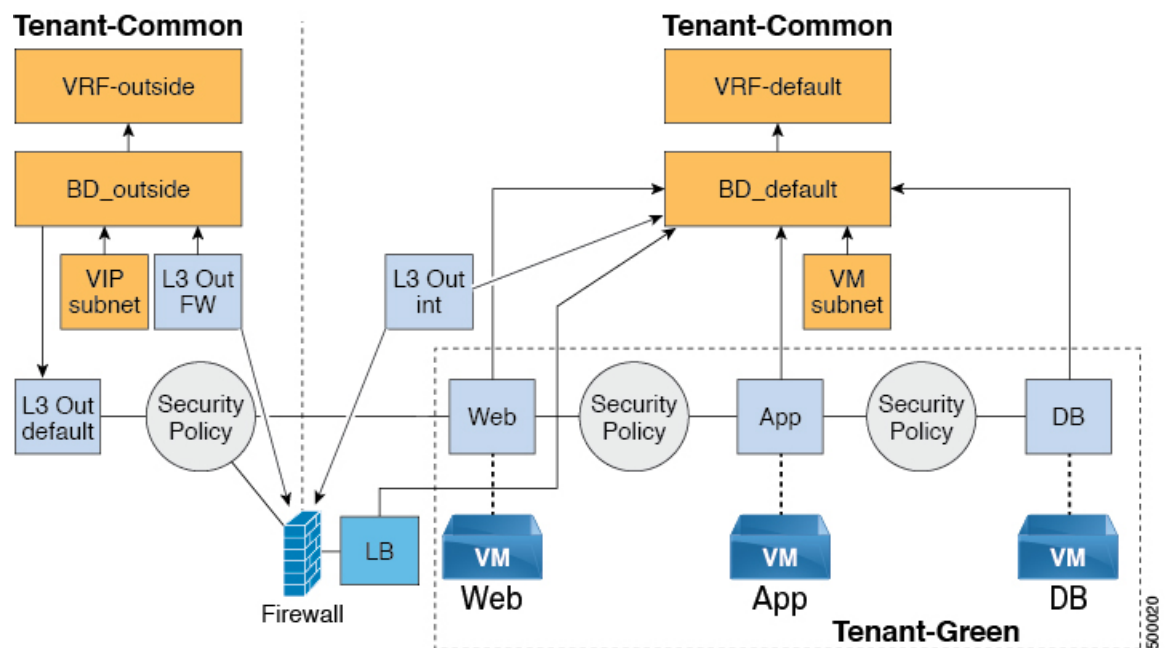 Tenant-Common
Tenant-Common
VRF-outside
VRF-default
BD_outside
BD_default
VIP
subnet
L3 Out
FW
L3 Out
int
VM
subnet
L3 Out
default
Security
Policy
Web
Security
Policy
App
Security
Policy
DB
LB
VM
VM
VM
Firewall
Web
App
DB
Tenant-Green
500020